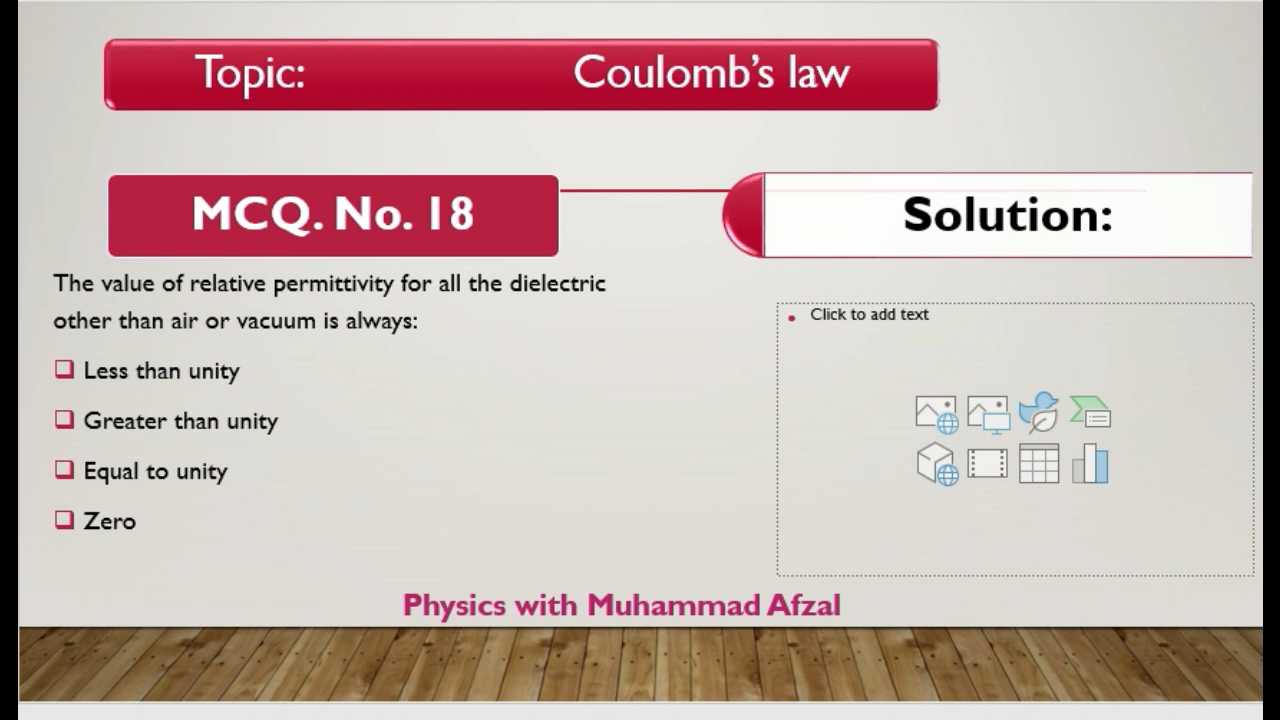 Topic: Coulomb’s law
MCQ. No. 18
Solution:
The value of relative permittivity for all the dielectric
other than air or vacuum is always:
Less than unity
Greater than unity
Equal to unity
Zero
Click to add text
Physics with Muhammad Afzal